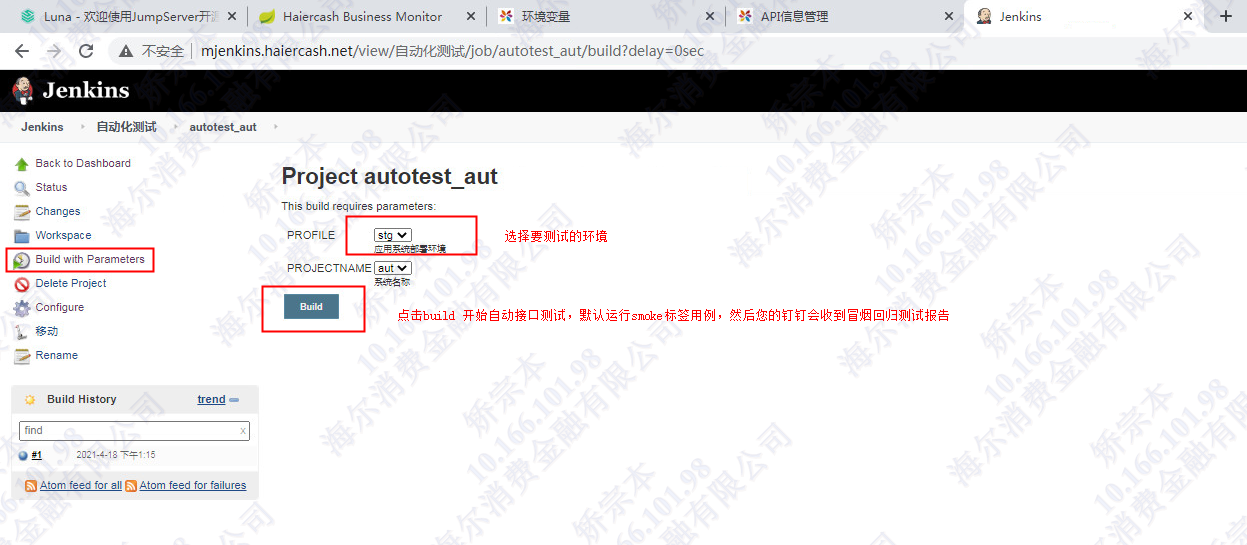 Luna - 欢迎使用JumpServer开源
Haiercash Business Monitor
环境变量
API信息管理
Jenkins
不安全
mjenkins.haiercash.net/view/自动化测试/job/autotest_aut/build?delay=0sec
Jenkins
Jenkins
自动化测试
autotest_aut
Back to Dashboard
Status
Changes
Workspace
Build with Parameters
Delete Project
Configure
移动
Rename
Build History
trend
find
x
#1
2021-4-18 下午1:15
Atom feed for all
Atom feed for failures
Project autotest_aut
This build requires parameters:
PROFILE
stg
应用系统部署环境
选择要测试的环境
PROJECTNAME
aut
系统名称
Build
点击build 开始自动接口测试，默认运行smoke标签用例，然后您的钉钉会收到冒烟回归测试报告
矫宗本
10.166.101.98
海尔消费金融有限公司